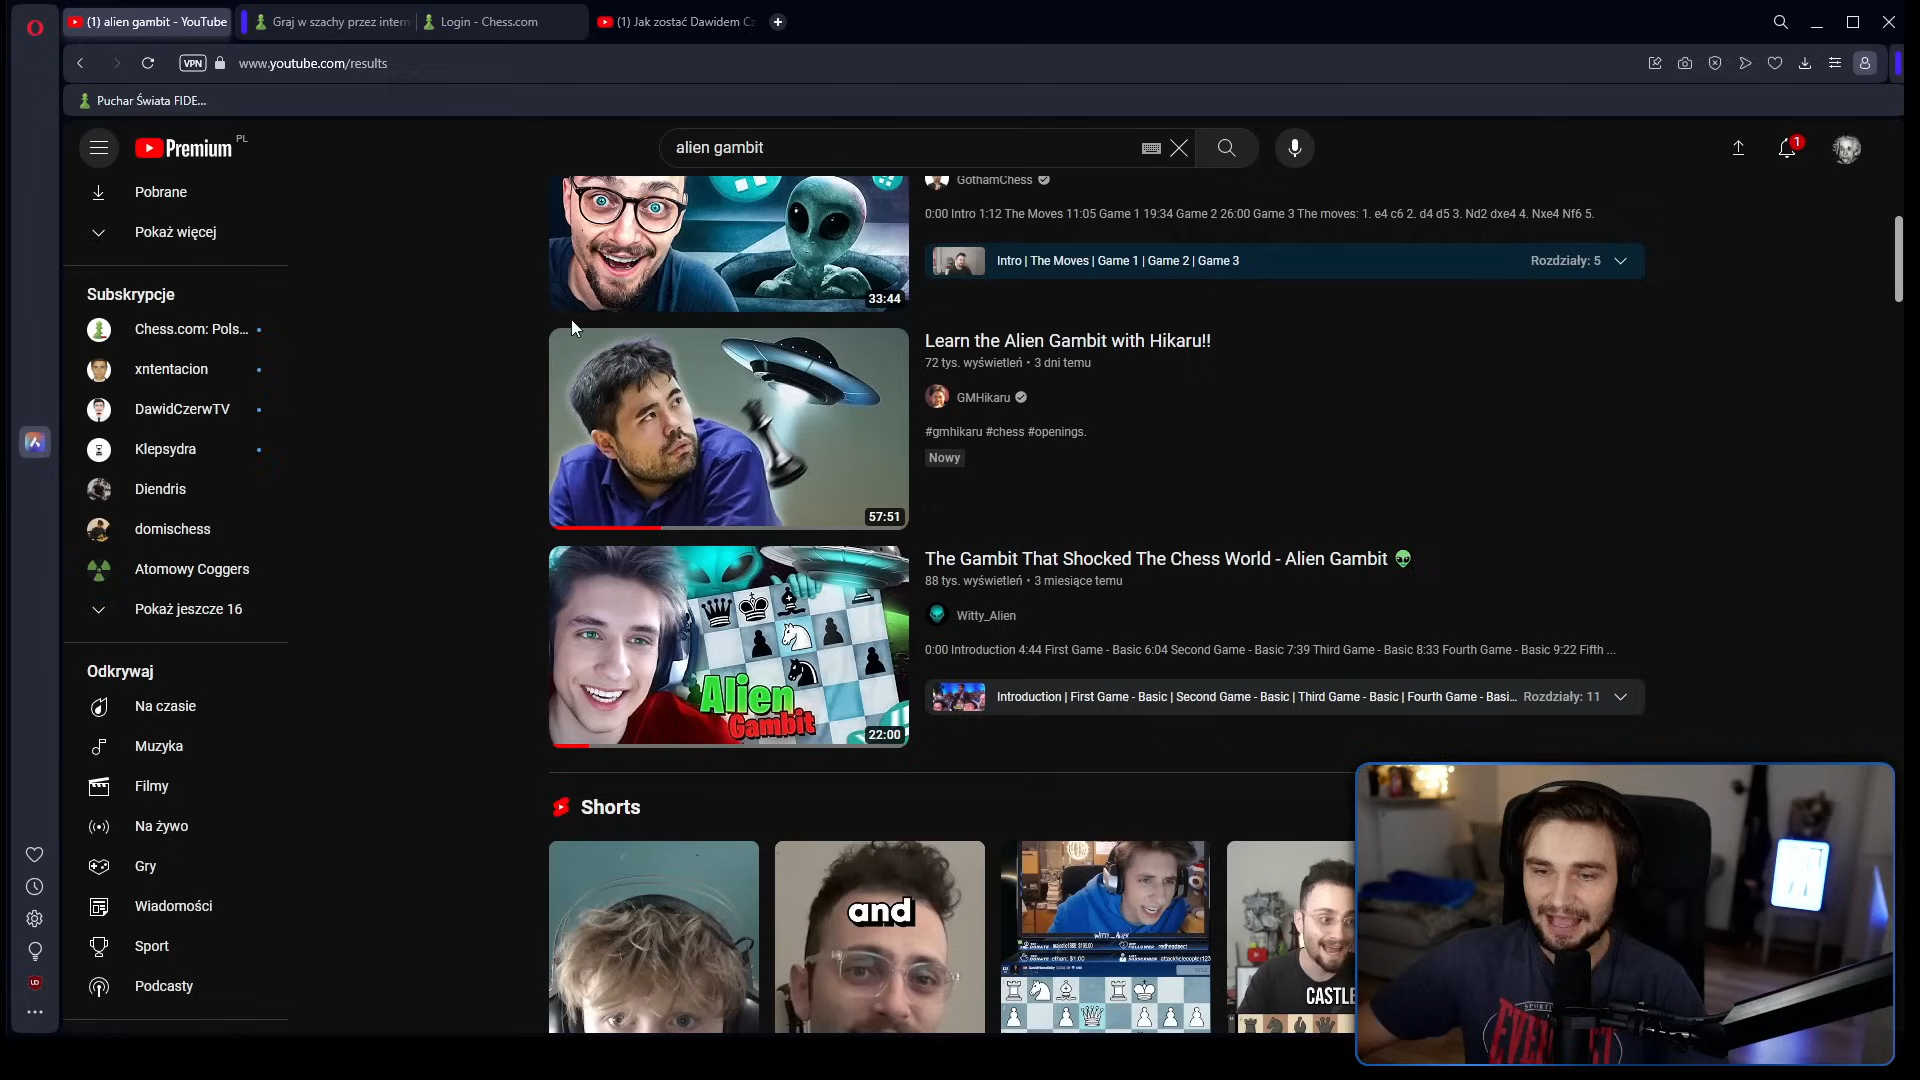 (1) alien gambit - YouTube
Graj w szachy przez intern
Login - Chess.com
(1) Jak zostać Dawidem C
VPN
www.youtube.com/results
Puchar Świata FIDE...
Premium PL
alien gambit
1
Pobrane
Pokaż więcej
Subskrypcje
Chess.com: Pols...
xntentacion
DawidCzerwTV
Klepsydra
Diendris
domischess
Atomowy Coggers
Pokaż jeszcze 16
Odkrywaj
Na czasie
Muzyka
Filmy
Na żywo
Gry
Wiadomości
Sport
Podcasty
33:44
GothamChess
0:00 Intro 1:12 The Moves 11:05 Game 1 19:34 Game 2 26:00 Game 3 The moves: 1. e4 c6 2. d4 d5 3. Nd2 dxe4 4. Nxe4 Nf6 5.
Intro | The Moves | Game 1 | Game 2 | Game 3
Rozdziały: 5
57:51
Learn the Alien Gambit with Hikaru!!
72 tys. wyświetleń • 3 dni temu
GMHikaru
#gmhikaru #chess #openings.
Nowy
Alien
Gambit
22:00
The Gambit That Shocked The Chess World - Alien Gambit 👽
88 tys. wyświetleń • 3 miesiące temu
Witty_Alien
0:00 Introduction 4:44 First Game - Basic 6:04 Second Game - Basic 7:39 Third Game - Basic 8:33 Fourth Game - Basic 9:22 Fifth ...
Introduction | First Game - Basic | Second Game - Basic | Third Game - Basic | Fourth Game - Basi...
Rozdziały: 11
Shorts
and
WITTY_ALIEN
CASTLE